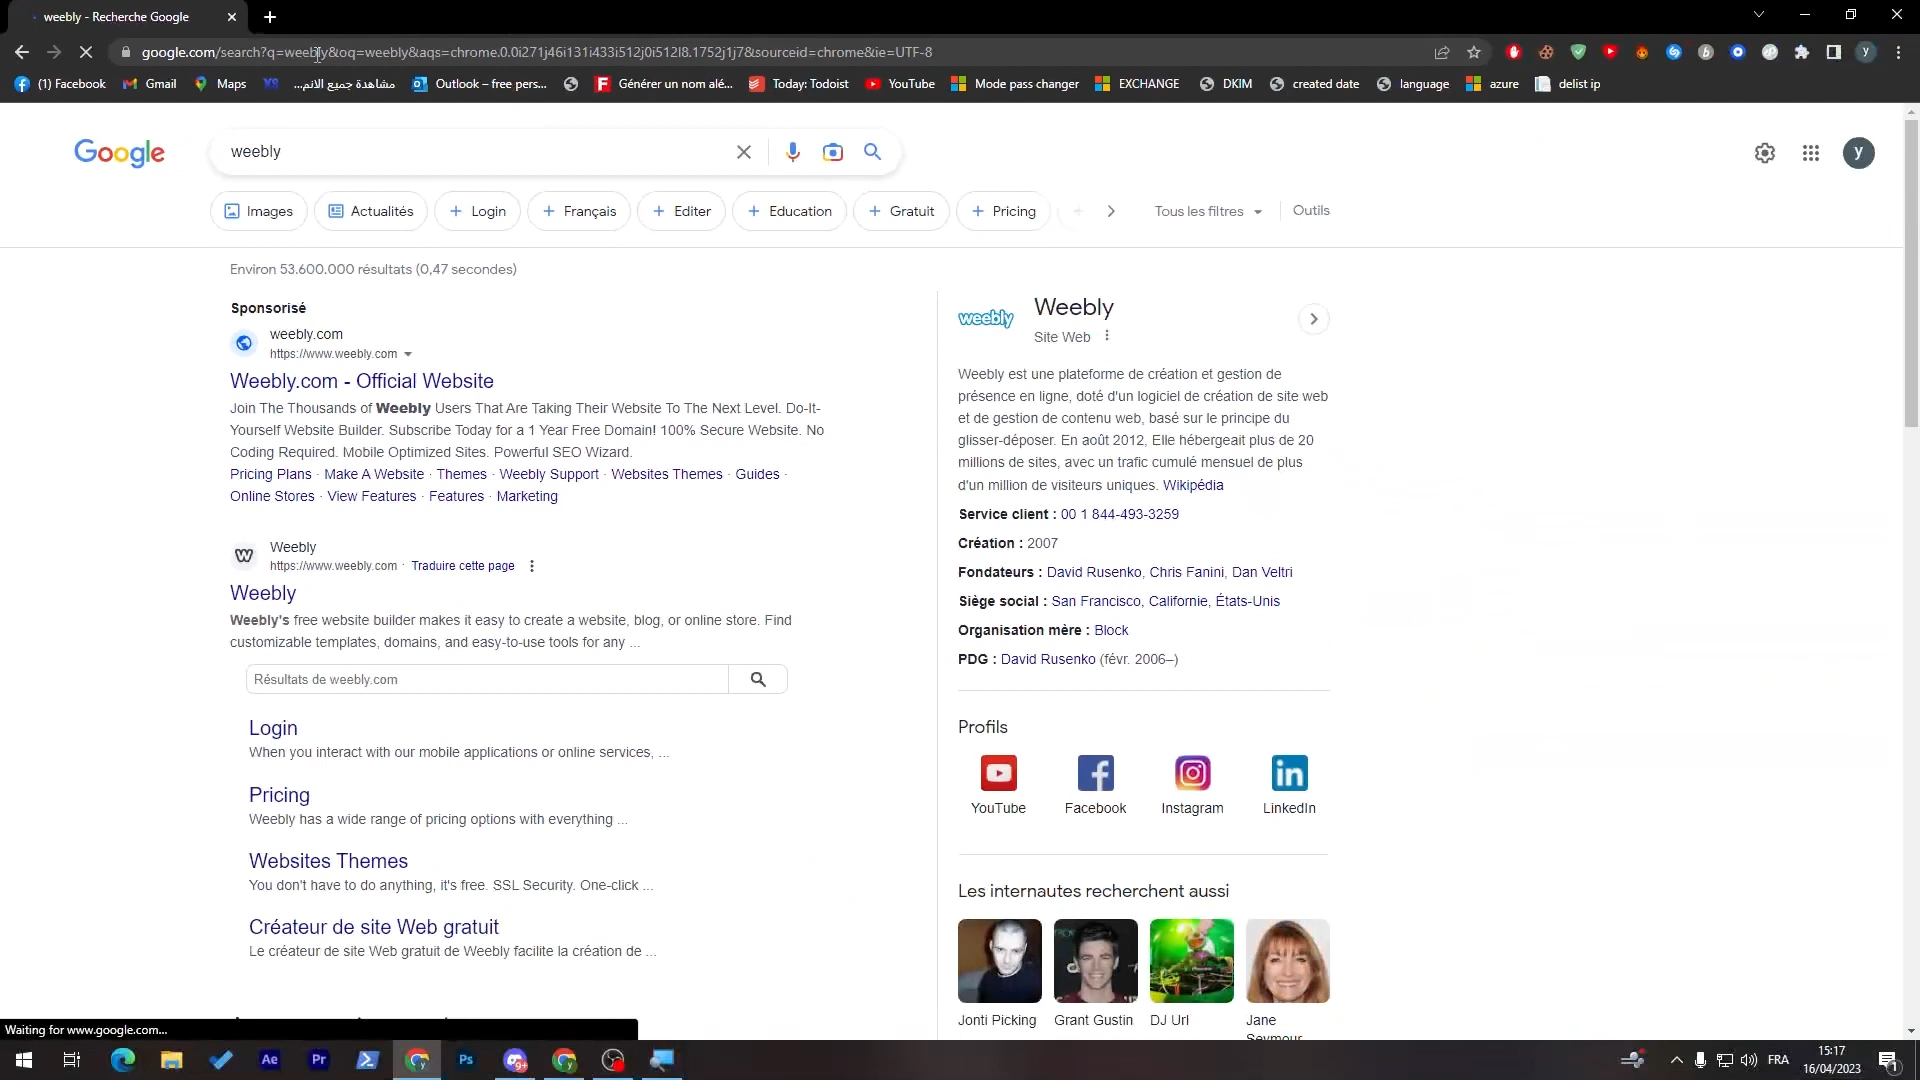 weebly - Recherche Google
google.com/search?q=weebly&oq=weebly&aqs=chrome.0.0i271j46i131i433i512j0i512l8.1752j1j7&sourceid=chrome&ie=UTF-8
(1) Facebook
Gmail
Maps
مشاهدة جميع الانم...
Outlook – free pers...
Générer un nom alé...
Today: Todoist
YouTube
Mode pass changer
EXCHANGE
DKIM
created date
language
azure
delist ip
Google
weebly
y
Images
Actualités
Login
Français
Editer
Education
Gratuit
Pricing
Tous les filtres
Outils
Environ 53.600.000 résultats (0,47 secondes)
Sponsorisé
weebly.com
https://www.weebly.com
Weebly.com - Official Website
Join The Thousands of Weebly Users That Are Taking Their Website To The Next Level. Do-It-
Yourself Website Builder. Subscribe Today for a 1 Year Free Domain! 100% Secure Website. No
Coding Required. Mobile Optimized Sites. Powerful SEO Wizard.
Pricing Plans · Make A Website · Themes · Weebly Support · Websites Themes · Guides ·
Online Stores · View Features · Features · Marketing
Weebly
https://www.weebly.com · Traduire cette page
Weebly
Weebly's free website builder makes it easy to create a website, blog, or online store. Find
customizable templates, domains, and easy-to-use tools for any ...
Résultats de weebly.com
Login
When you interact with our mobile applications or online services, ...
Pricing
Weebly has a wide range of pricing options with everything ...
Websites Themes
You don't have to do anything, it's free. SSL Security. One-click ...
Créateur de site Web gratuit
Le créateur de site Web gratuit de Weebly facilite la création de ...
weebly
Weebly
Site Web
Weebly est une plateforme de création et gestion de
présence en ligne, doté d'un logiciel de création de site web
et de gestion de contenu web, basé sur le principe du
glisser-déposer. En août 2012, Elle hébergeait plus de 20
millions de sites, avec un trafic cumulé mensuel de plus
d'un million de visiteurs uniques. Wikipédia
Service client : 00 1 844-493-3259
Création : 2007
Fondateurs : David Rusenko, Chris Fanini, Dan Veltri
Siège social : San Francisco, Californie, États-Unis
Organisation mère : Block
PDG : David Rusenko (févr. 2006–)
Profils
YouTube
Facebook
Instagram
LinkedIn
Les internautes recherchent aussi
Jonti Picking
Grant Gustin
DJ Url
Jane
Seymour
Waiting for www.google.com...
Ae
Pr
Ps
FRA
15:17
16/04/2023